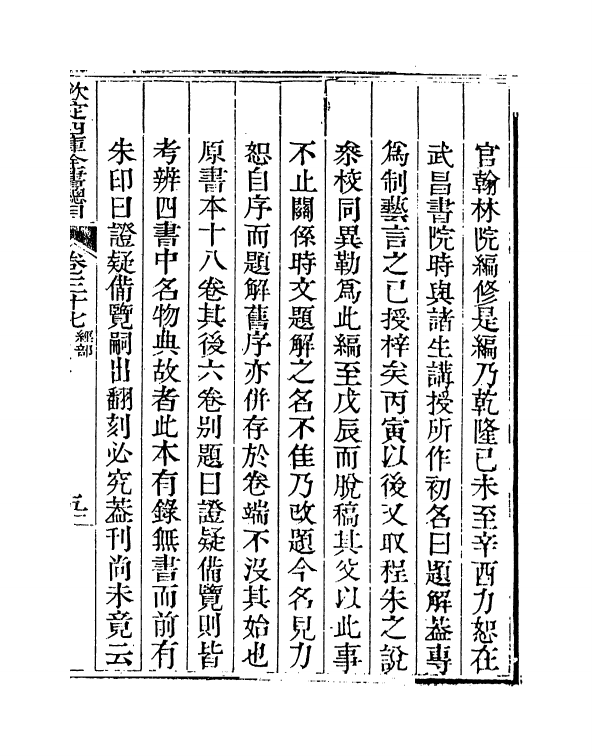 官翰林院編修是編乃乾隆己未至辛酉力恕在
武昌書院時與諸生講授所作初名曰題解葢專
爲制藝言之已授梓矣丙寅以後又取程朱之說
叅校同異勒爲此編至戊辰而脫稿其父以此事
不止關係時文題解之名不隹乃改題今名見力
恕自序而題解舊序亦併存於卷端不沒其始也
原書本十八卷其後六卷別題曰證疑備覽則皆
考辨四書中名物典故者此本有錄無書而前有
朱印曰證疑備覽嗣出翻刻必究葢刊尚未竟云
欽定四庫全書總目 卷三十七 經部